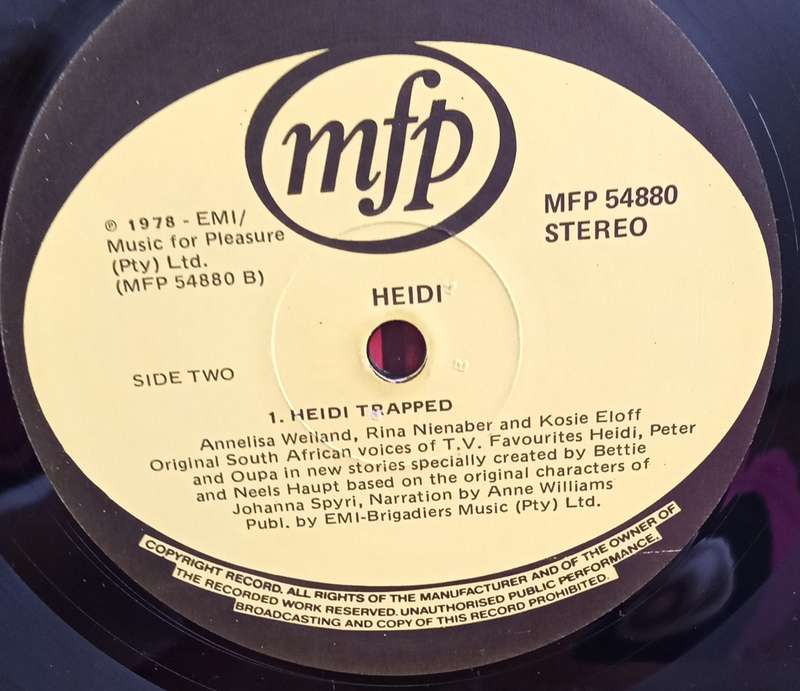 mfp
℗ 1978 - EMI/
Music for Pleasure
(Pty) Ltd.
(MFP 54880 B)
MFP 54880
STEREO
HEIDI
SIDE TWO
1. HEIDI TRAPPED
Annelisa Weiland, Rina Nienaber and Kosie Eloff
Original South African voices of T.V. Favourites Heidi, Peter
and Oupa in new stories specially created by Bettie
and Neels Haupt based on the original characters of
Johanna Spyri, Narration by Anne Williams
Publ. by EMI-Brigadiers Music (Pty) Ltd.
COPYRIGHT RECORD. ALL RIGHTS OF THE MANUFACTURER AND OF THE OWNER OF
THE RECORDED WORK RESERVED. UNAUTHORISED PUBLIC PERFORMANCE,
BROADCASTING AND COPY OF THIS RECORD PROHIBITED.